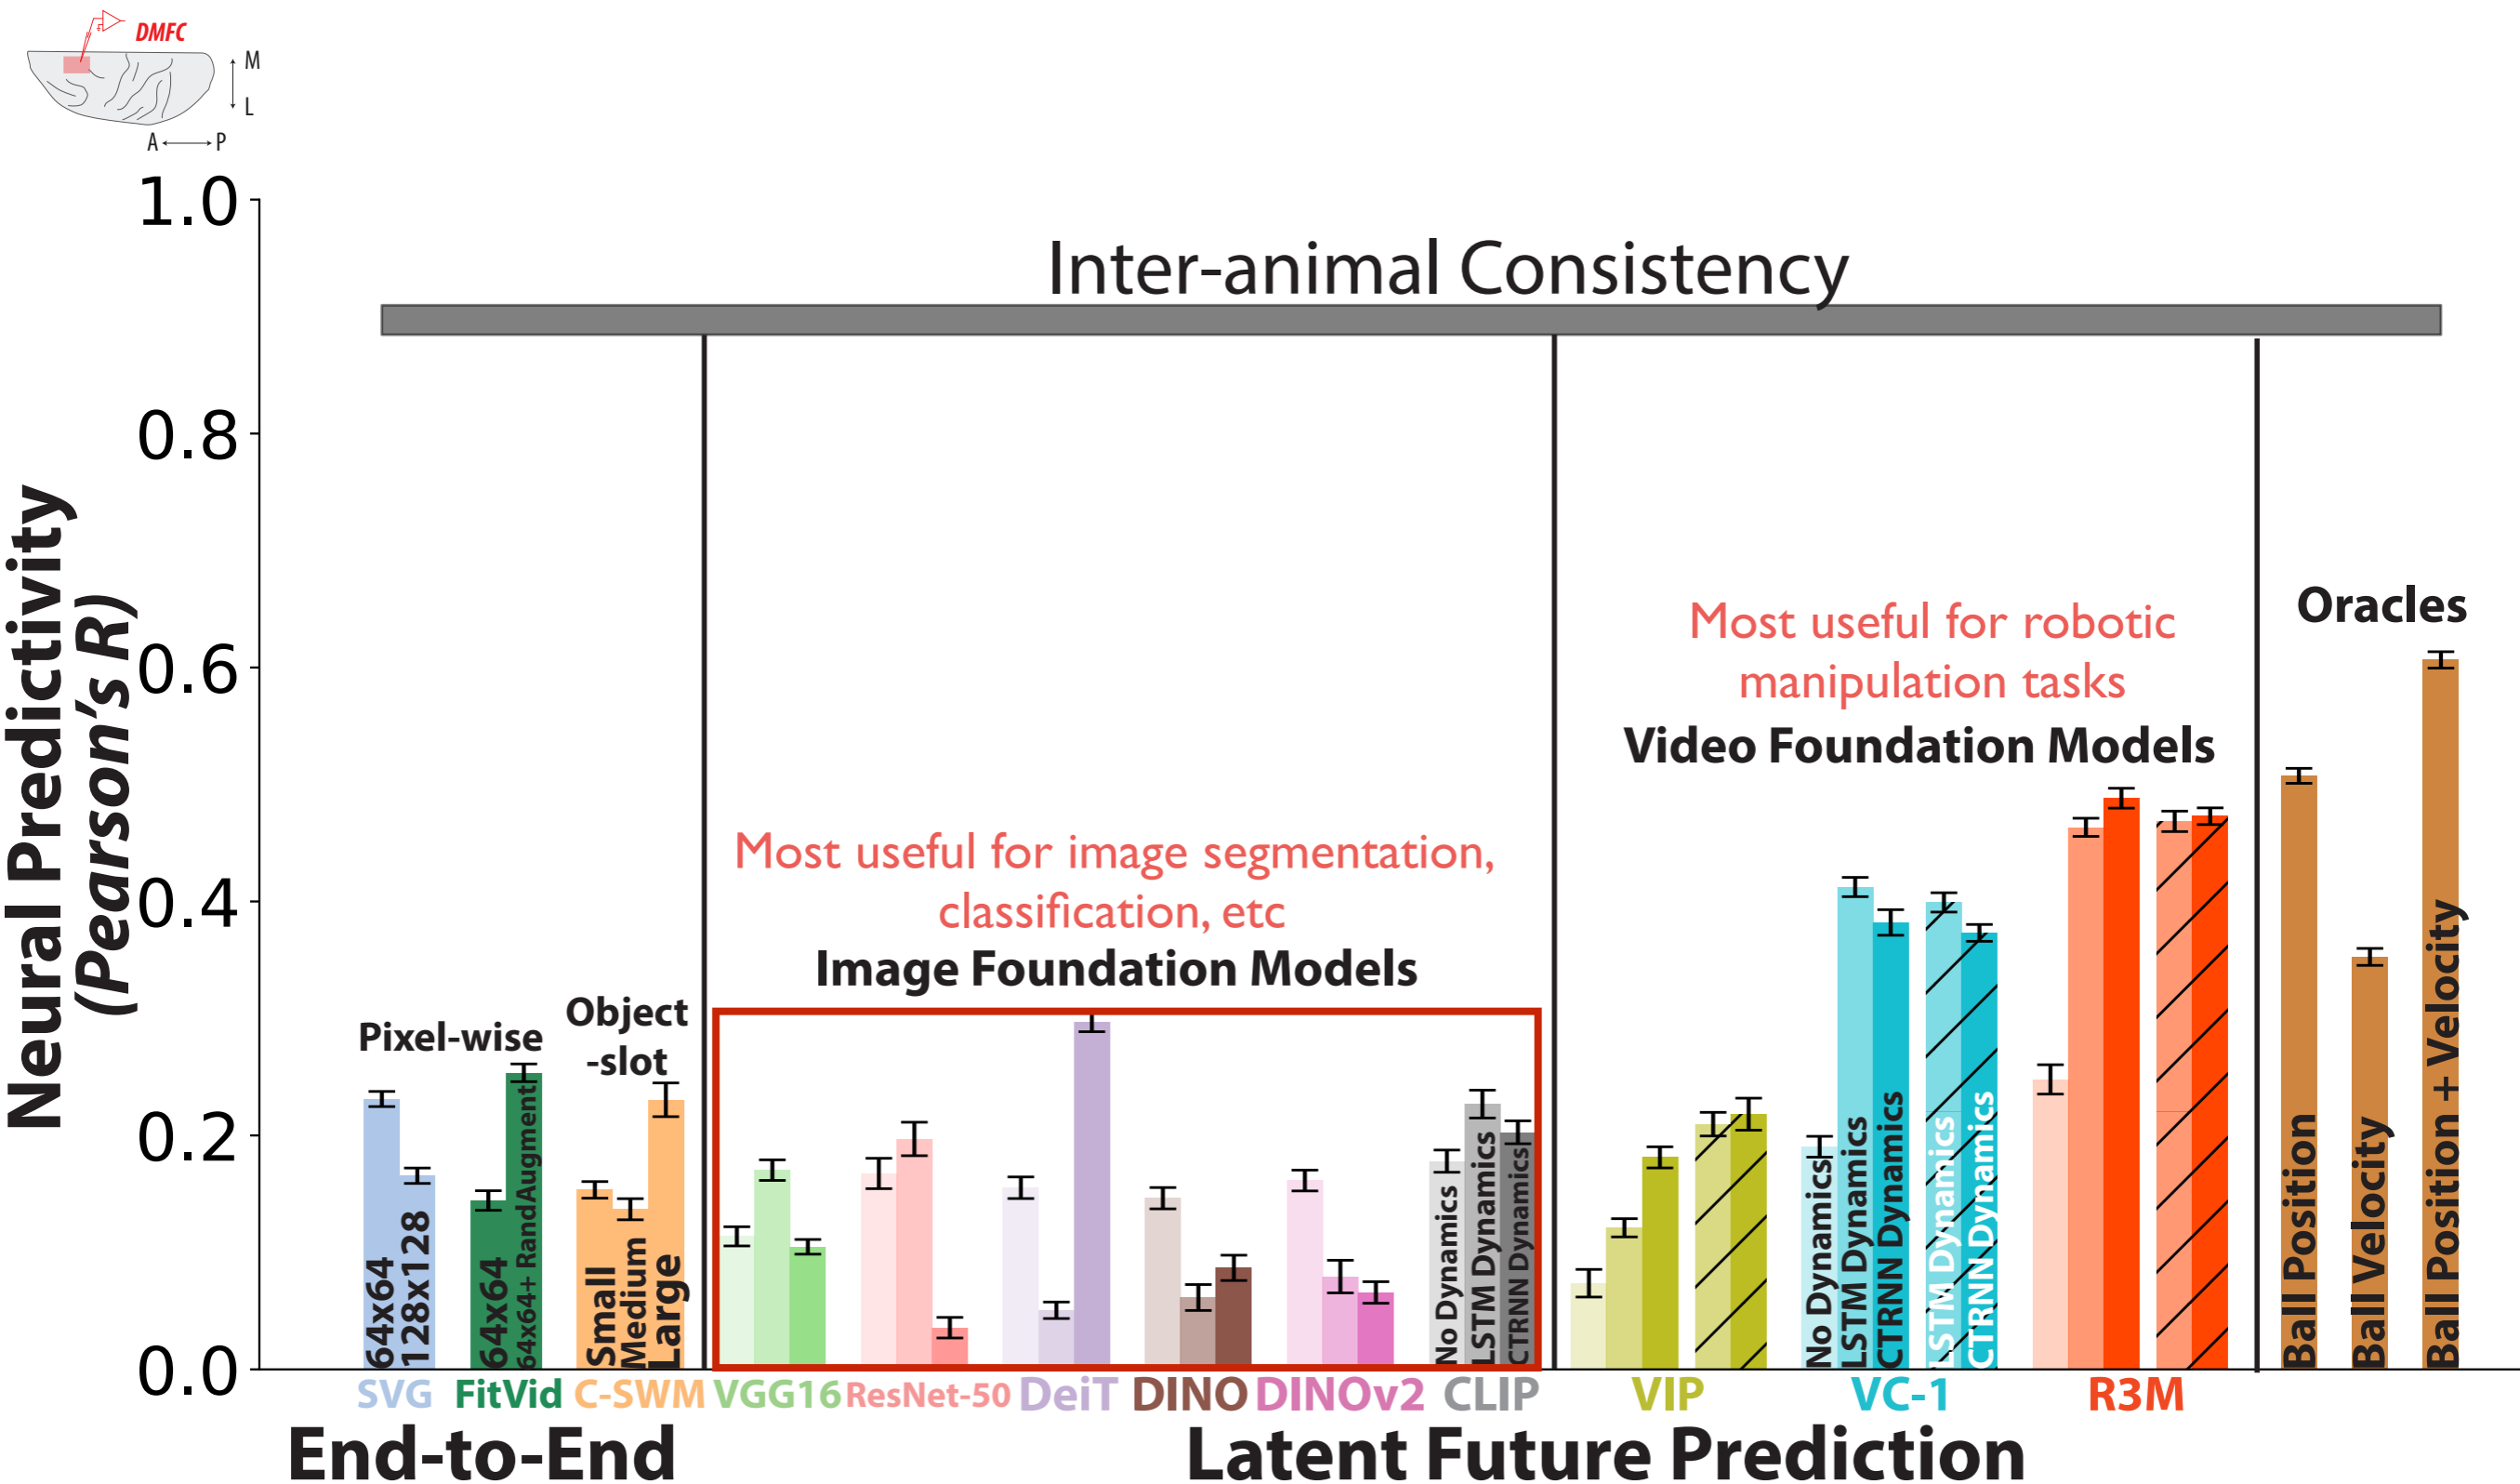 DMFC
M
L
A
P
1.0
0.8
0.6
0.4
0.2
0.0
Neural Predictivity
(Pearson's R)
Inter-animal Consistency
Pixel-wise
Object
-slot
Most useful for image segmentation,
classification, etc
Image Foundation Models
Most useful for robotic
manipulation tasks
Video Foundation Models
Oracles
64x64
128x128
64x64
64x64+ RandAugment
Small
Medium
Large
No Dynamics
LSTM Dynamics
CTRNN Dynamics
No Dynamics
LSTM Dynamics
CTRNN Dynamics
LSTM Dynamics
CTRNN Dynamics
Ball Position
Ball Velocity
Ball Position + Velocity
SVG FitVid C-SWM VGG16 ResNet-50 DeiT DINO DINOv2 CLIP VIP VC-1 R3M
End-to-End
Latent Future Prediction